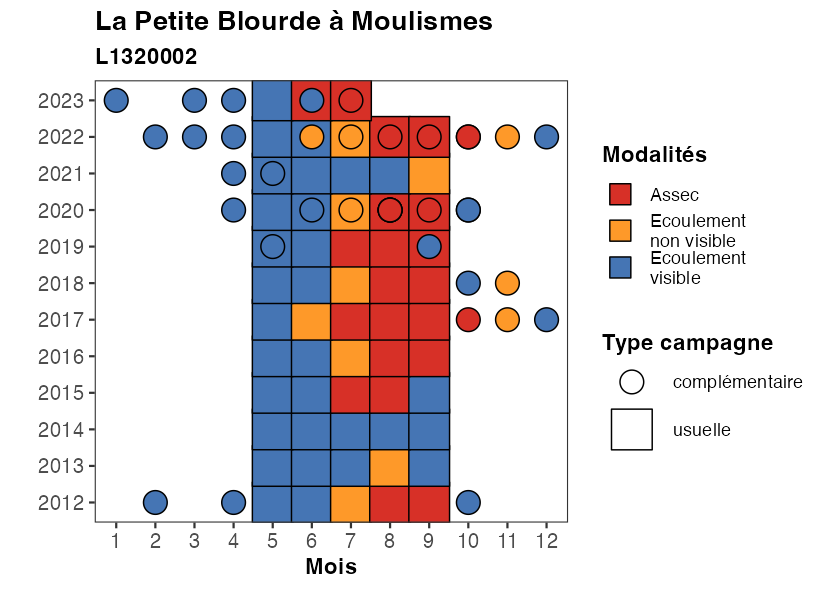 La Petite Blourde à Moulismes
L1320002
2023
2022
2021
2020
2019
2018
2017
2016
2015
2014
2013
2012
1 2 3 4 5 6 7 8 9 10 11 12
Mois
Modalités
Assec
Ecoulement
non visible
Ecoulement
visible
Type campagne
complémentaire
usuelle